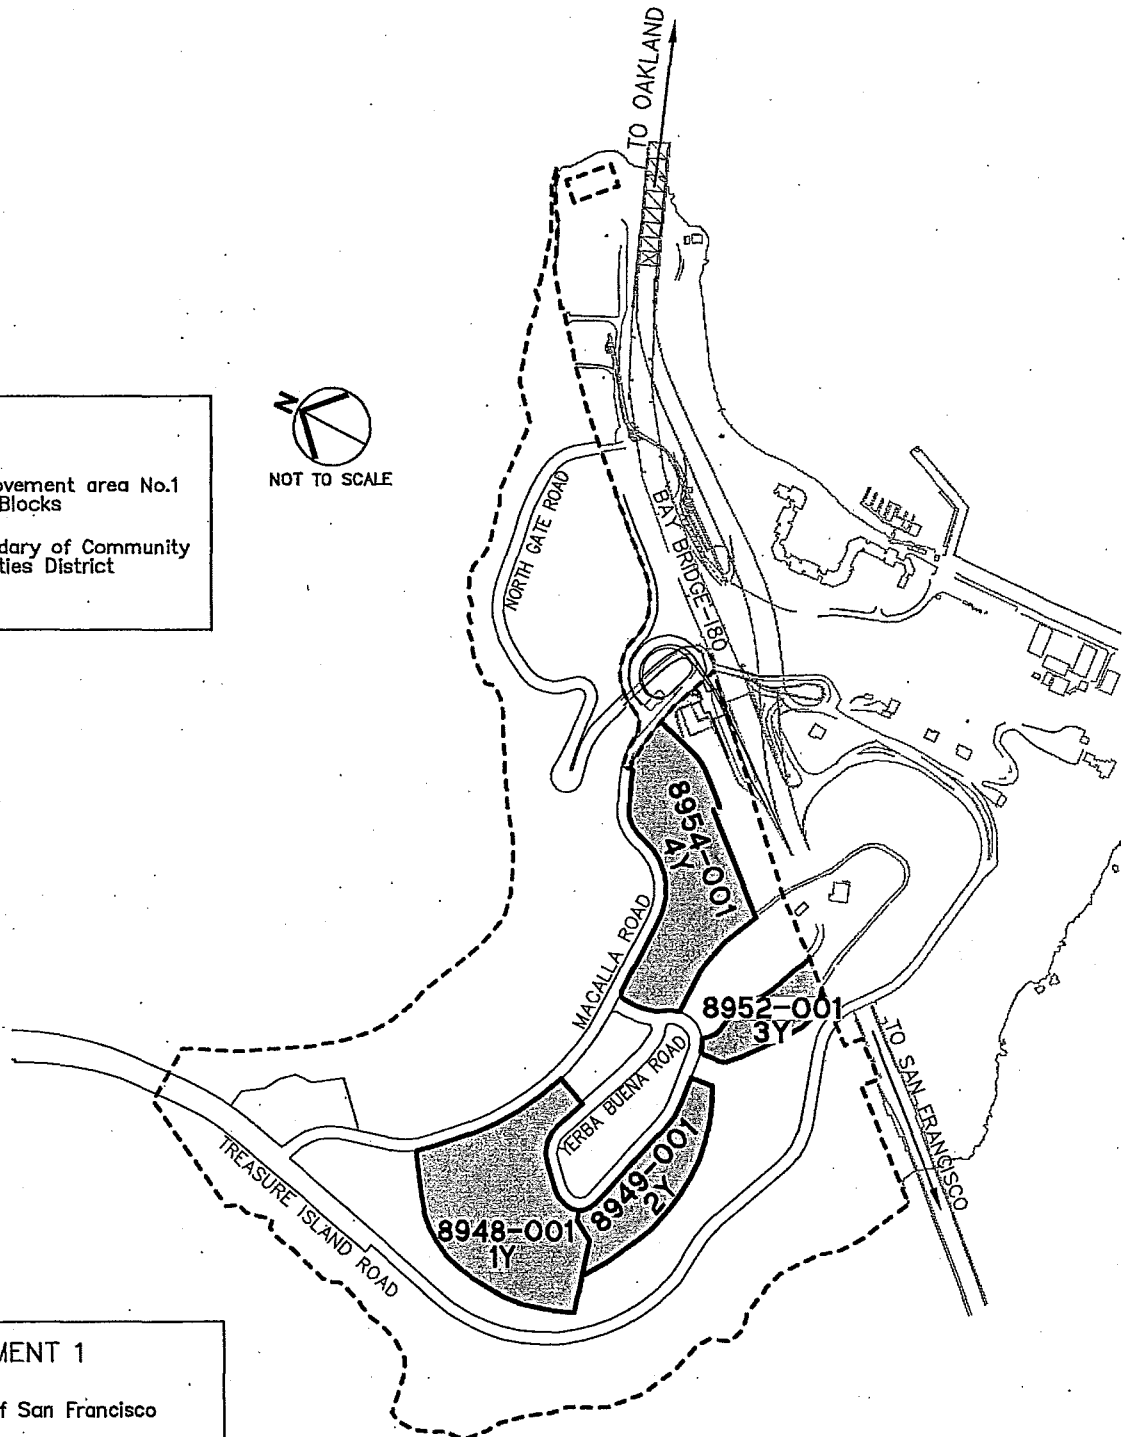 TO OAKLAND
N
NOT TO SCALE
ovement area No.1
Blocks
dary of Community
ties District
NORTH GATE ROAD
BAY BRIDGE-I80
8954-001
4Y
MACALLA ROAD
8952-001
3Y
TO SAN FRANCISCO
YERBA BUENA ROAD
8949-001
2Y
TREASURE ISLAND ROAD
8948-001
1Y
MENT 1
f San Francisco